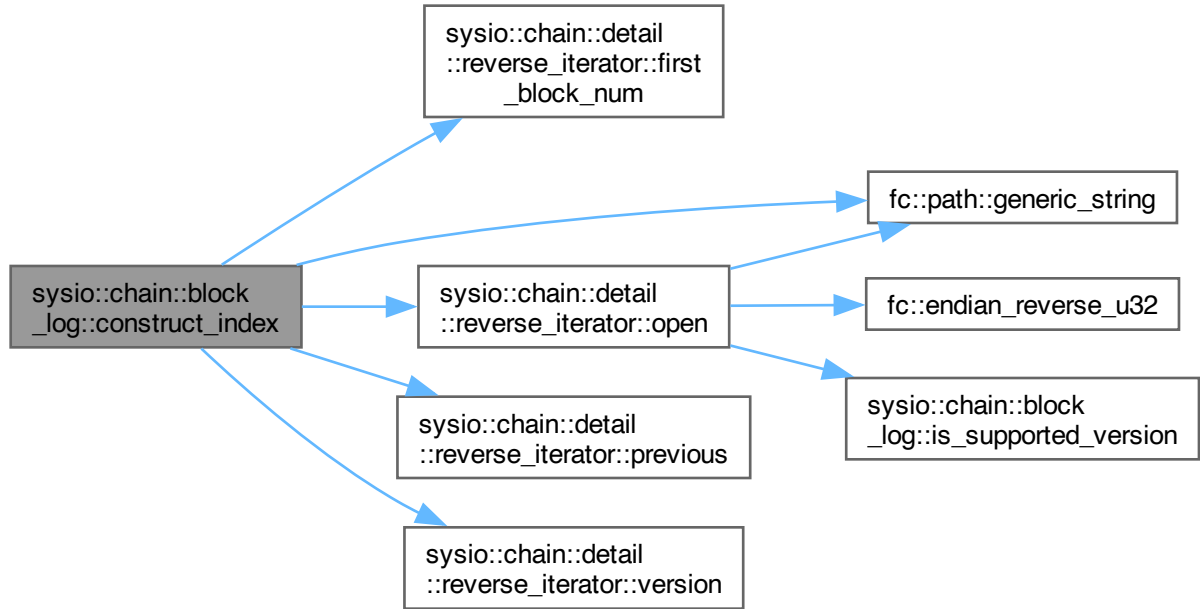 sysio::chain::detail
::reverse_iterator::first
_block_num
fc::path::generic_string
sysio::chain::block
_log::construct_index
sysio::chain::detail
::reverse_iterator::open
fc::endian_reverse_u32
sysio::chain::block
_log::is_supported_version
sysio::chain::detail
::reverse_iterator::previous
sysio::chain::detail
::reverse_iterator::version